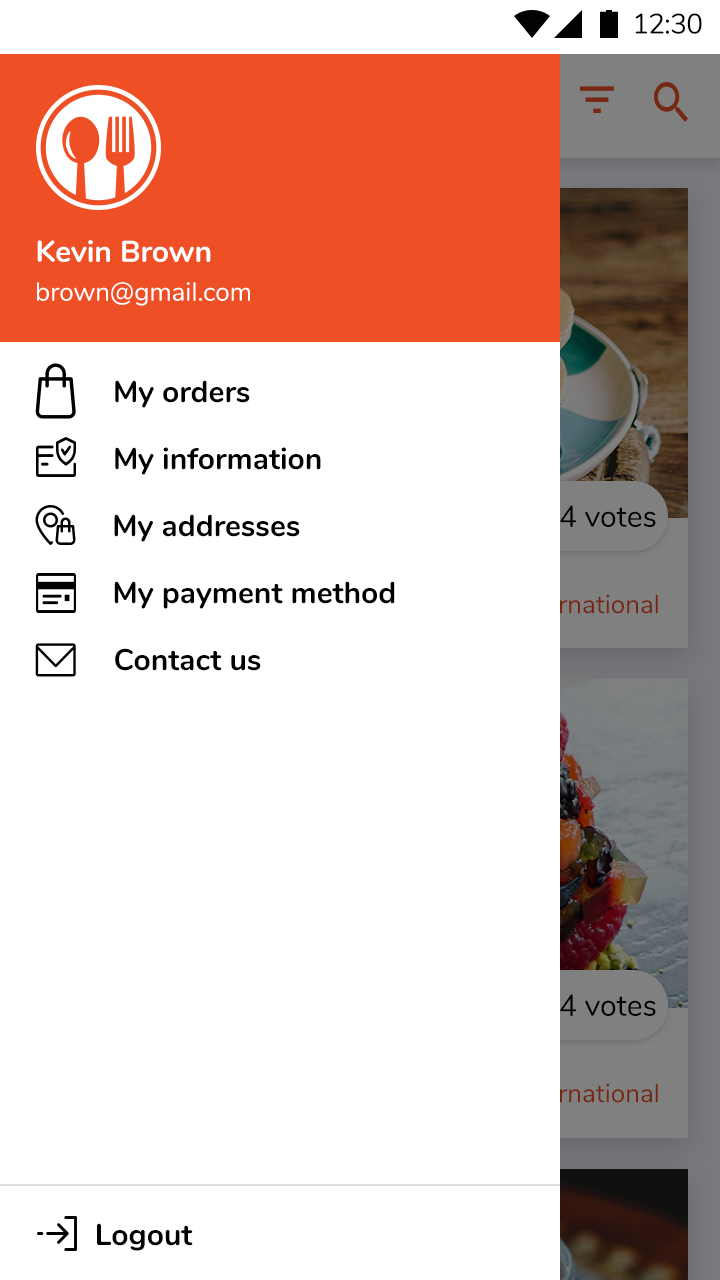 12:30
Kevin Brown
brown@gmail.com
My orders
My information
My addresses
My payment method
Contact us
4 votes
rnational
4 votes
rnational
Logout